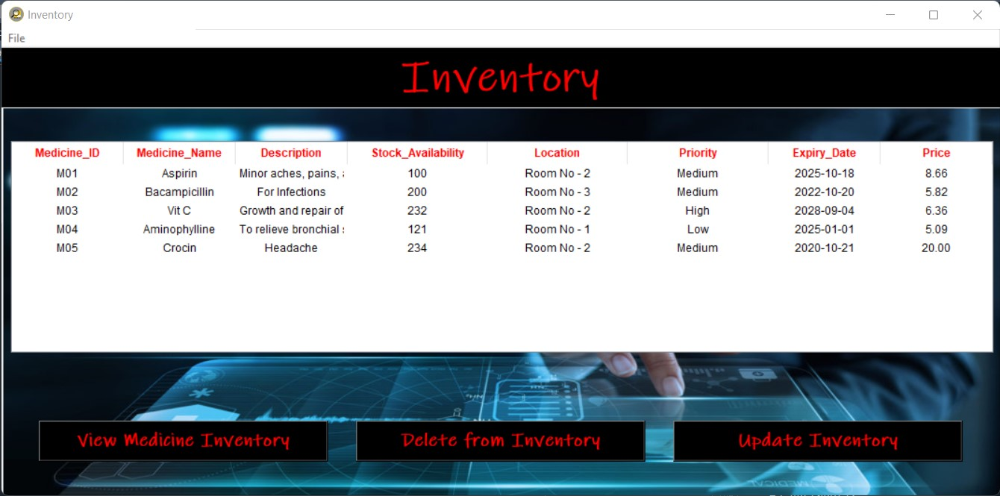 Inventory
File
Inventory
Medicine_ID Medicine_Name Description Stock_Availability Location Priority Expiry_Date Price
M01 Aspirin Minor aches, pains, 100 Room No - 2 Medium 2025-10-18 8.66
M02 Bacampicillin For Infections 200 Room No - 3 Medium 2022-10-20 5.82
M03 Vit C Growth and repair of 232 Room No - 2 High 2028-09-04 6.36
M04 Aminophylline To relieve bronchial 121 Room No - 1 Low 2025-01-01 5.09
M05 Crocin Headache 234 Room No - 2 Medium 2020-10-21 20.00
View Medicine Inventory
Delete from Inventory
Update Inventory